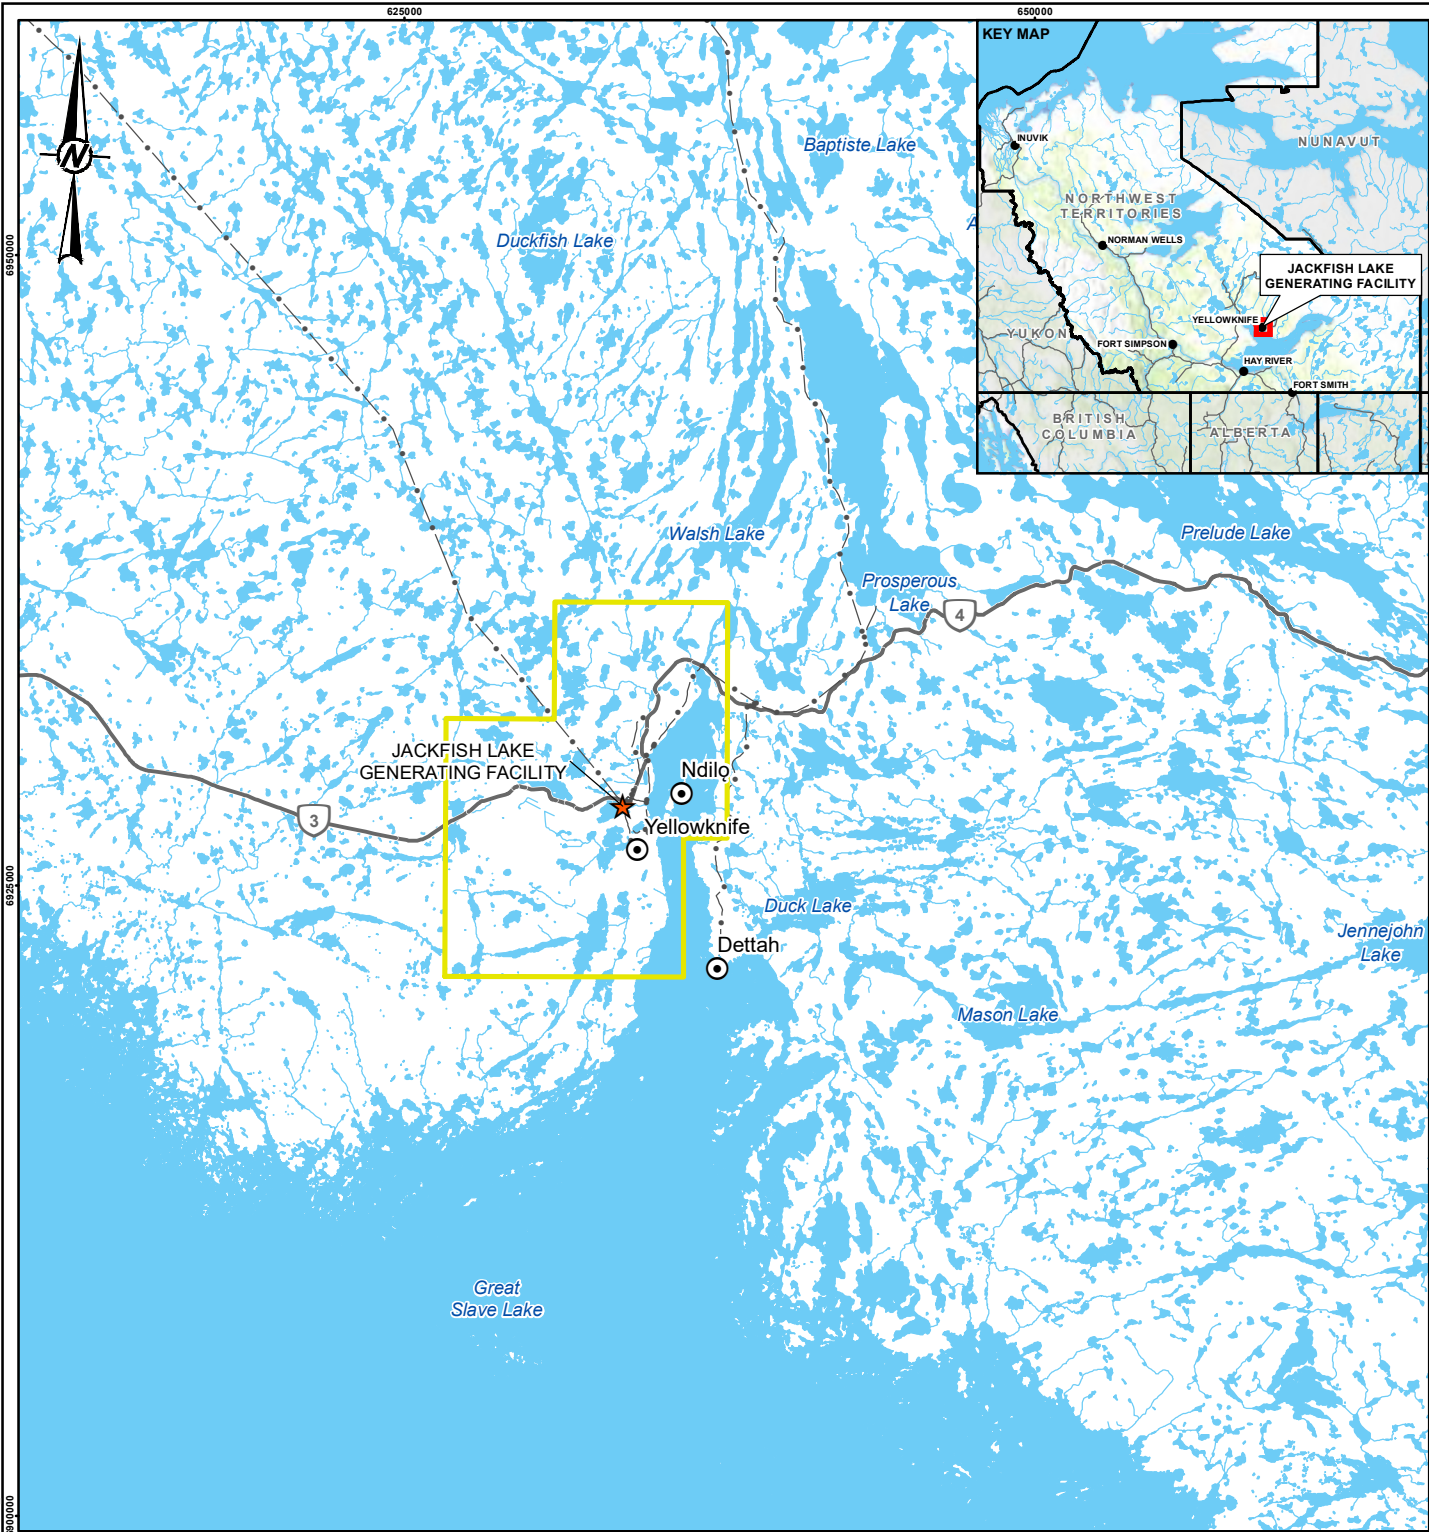 625000
650000
KEY MAP
INUVIK
NUNAVUT
NORTHWEST
TERRITORIES
NORMAN WELLS
JACKFISH LAKE
GENERATING FACILITY
YELLOWKNIFE
YUKON
FORT SIMPSON
HAY RIVER
FORT SMITH
BRITISH
COLUMBIA
ALBERTA
N
Baptiste Lake
A
Duckfish Lake
6950000
Walsh Lake
Prelude Lake
Prosperous
Lake
4
JACKFISH LAKE
GENERATING FACILITY
Ndilo
3
Yellowknife
6925000
Duck Lake
Dettah
Jennejohn
Lake
Mason Lake
Great
Slave Lake